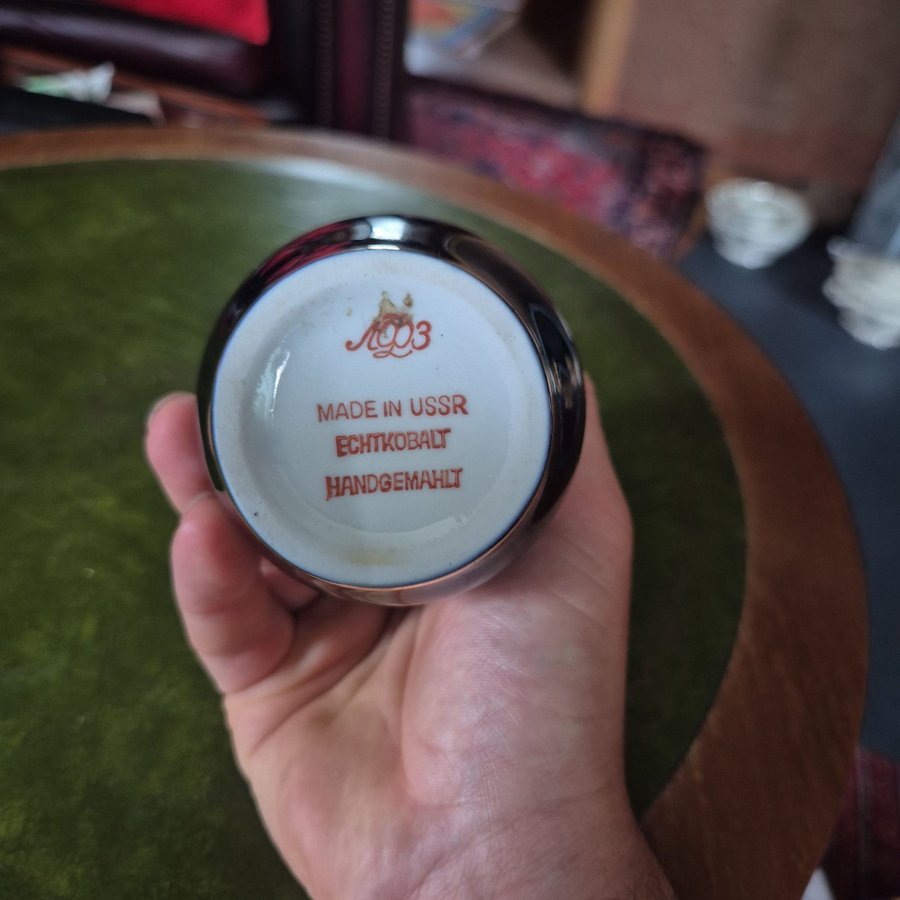 ЛФЗ
MADE IN USSR
ECHTKOBALT
HANDGEMAHLT